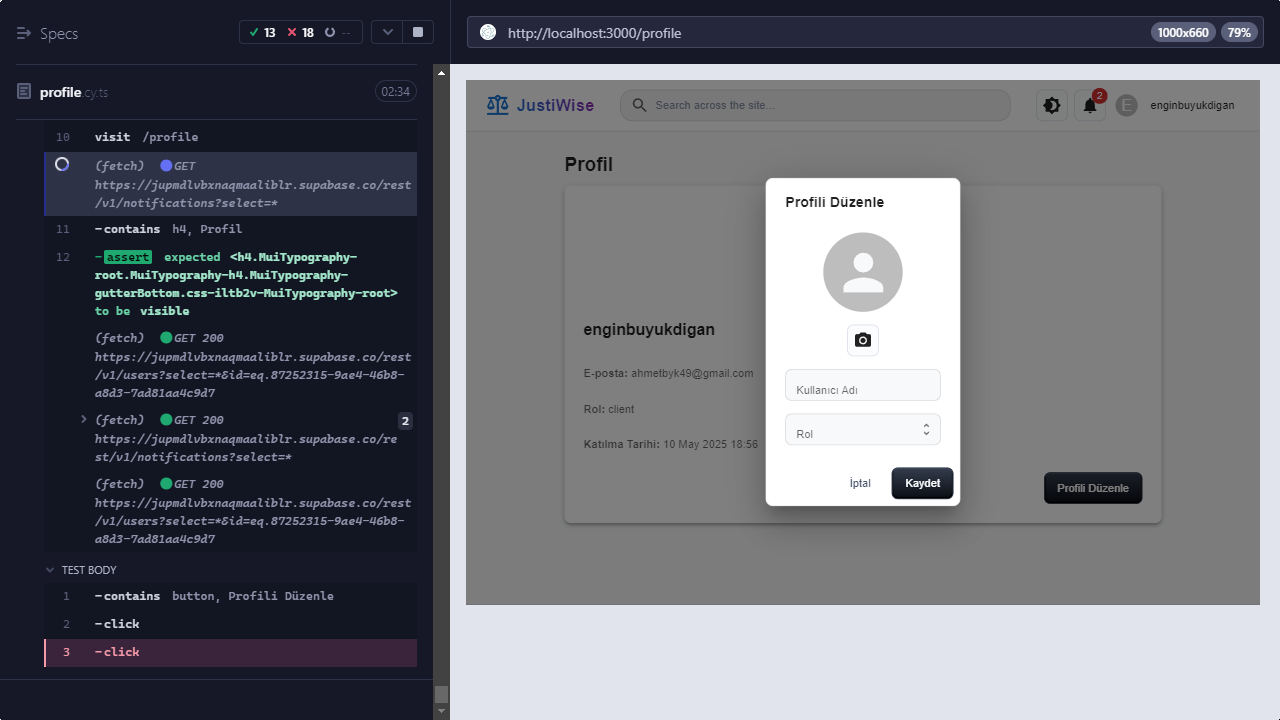 Specs
13 18 --
http://localhost:3000/profile
1000x660 79%
profile.cy.ts 02:34
10 visit /profile
(fetch) GET
https://jupmdlvbxnaqmaaliblr.supabase.co/rest
/v1/notifications?select=*
11 -contains h4, Profil
12 -assert expected <h4.MuiTypography-
root.MuiTypography-h4.MuiTypography-
gutterBottom.css-iltb2v-MuiTypography-root>
to be visible
(fetch) GET 200
https://jupmdlvbxnaqmaaliblr.supabase.co/rest
/v1/users?select=*&id=eq.87252315-9ae4-46b8-
a8d3-7ad81aa4c9d7
(fetch) GET 200 2
https://jupmdlvbxnaqmaaliblr.supabase.co/re
st/v1/notifications?select=*
(fetch) GET 200
https://jupmdlvbxnaqmaaliblr.supabase.co/rest
/v1/users?select=*&id=eq.87252315-9ae4-46b8-
a8d3-7ad81aa4c9d7
TEST BODY
1 -contains button, Profili Düzenle
2 -click
3 -click
JustiWise
Search across the site...
2
E
enginbuyukdigan
Profil
enginbuyukdigan
E-posta: ahmetbyk49@gmail.com
Rol: client
Katılma Tarihi: 10 May 2025 18:56
Profili Düzenle
Profili Düzenle
Kullanıcı Adı
Rol
İptal Kaydet